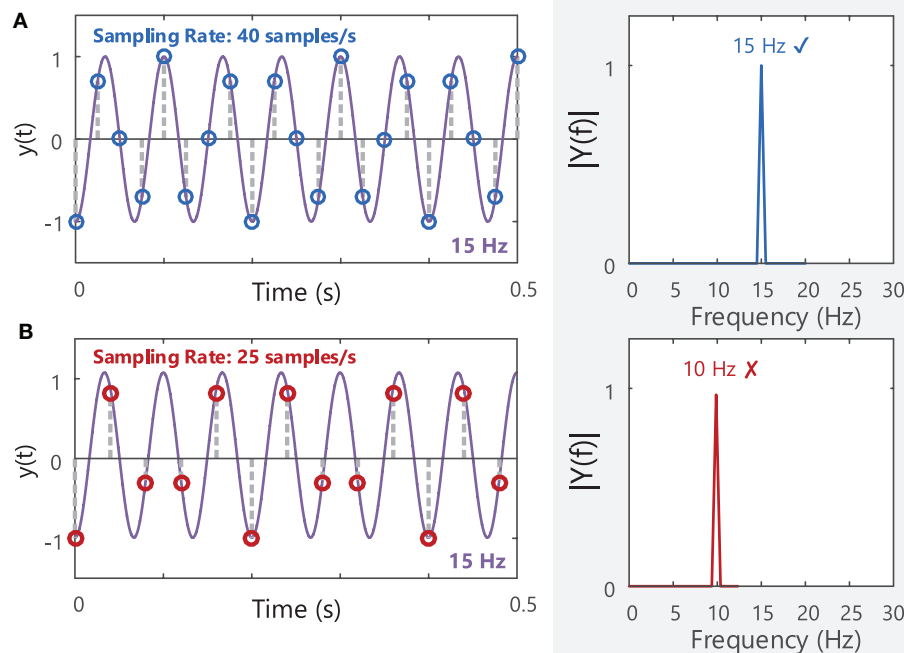 A
Sampling Rate: 40 samples/s
1
0
-1
y(t)
15 Hz
0
Time (s)
0.5
15 Hz ✓
1
0
|Y(f)|
0 5 10 15 20 25 30
Frequency (Hz)
B
Sampling Rate: 25 samples/s
1
0
-1
y(t)
15 Hz
0
Time (s)
0.5
10 Hz ✗
1
0
|Y(f)|
0 5 10 15 20 25 30
Frequency (Hz)